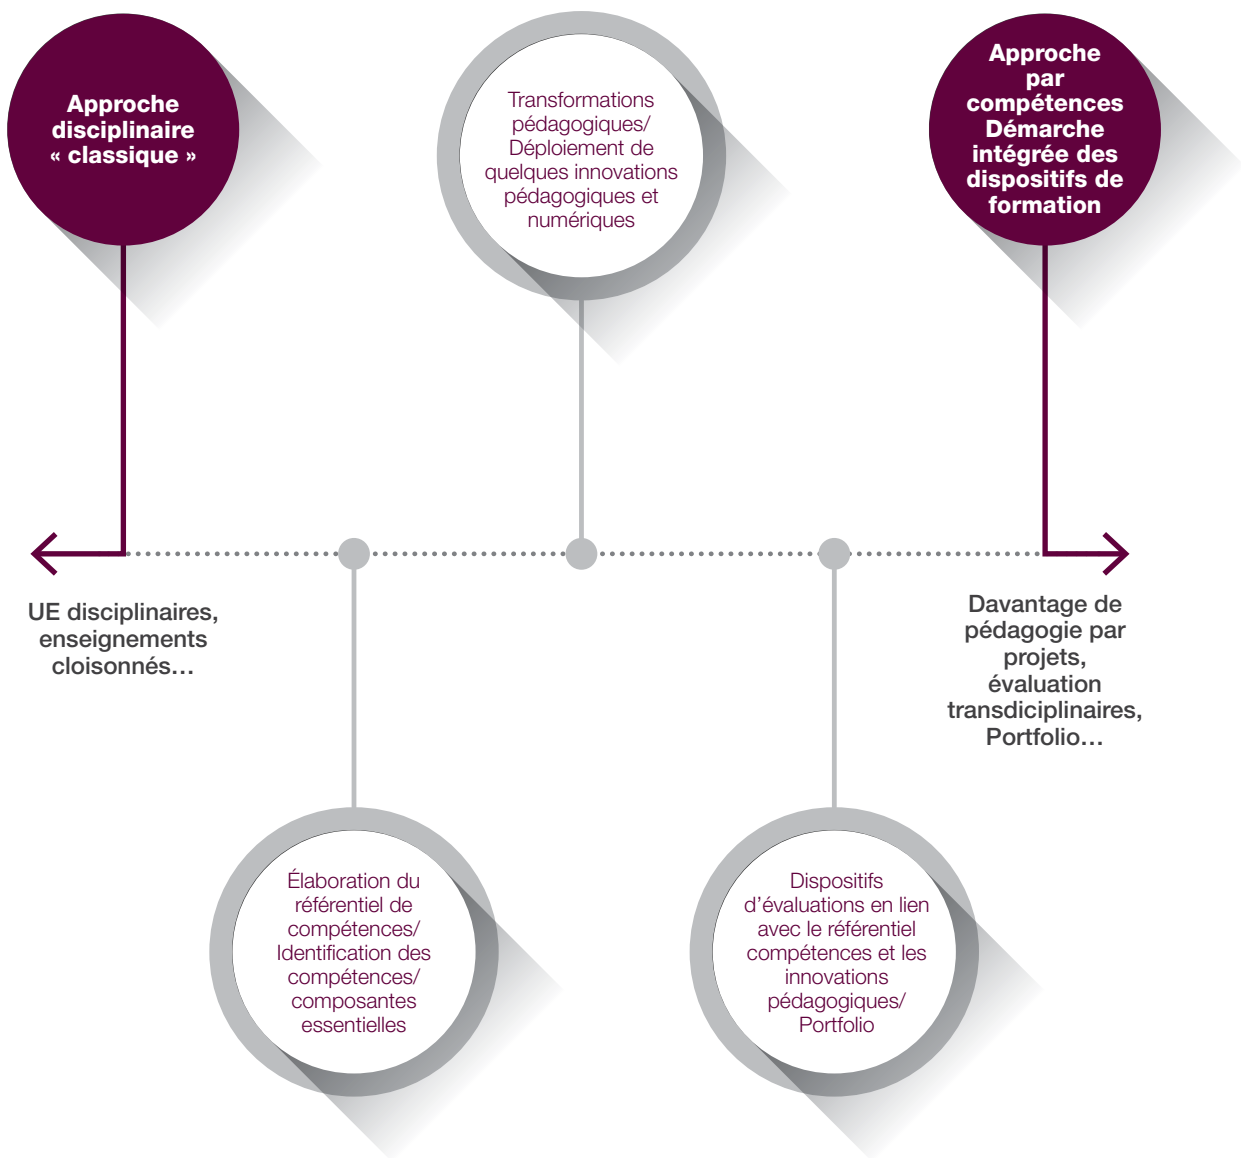 Approche
disciplinaire
« classique »
Transformations
pédagogiques/
Déploiement de
quelques innovations
pédagogiques et
numériques
Approche
par
compétences
Démarche
intégrée des
dispositifs de
formation
UE disciplinaires,
enseignements
cloisonnés…
Davantage de
pédagogie par
projets,
évaluation
transdiciplinaires,
Portfolio…
Élaboration du
référentiel de
compétences/
Identification des
compétences/
composantes
essentielles
Dispositifs
d’évaluations en lien
avec le référentiel
compétences et les
innovations
pédagogiques/
Portfolio